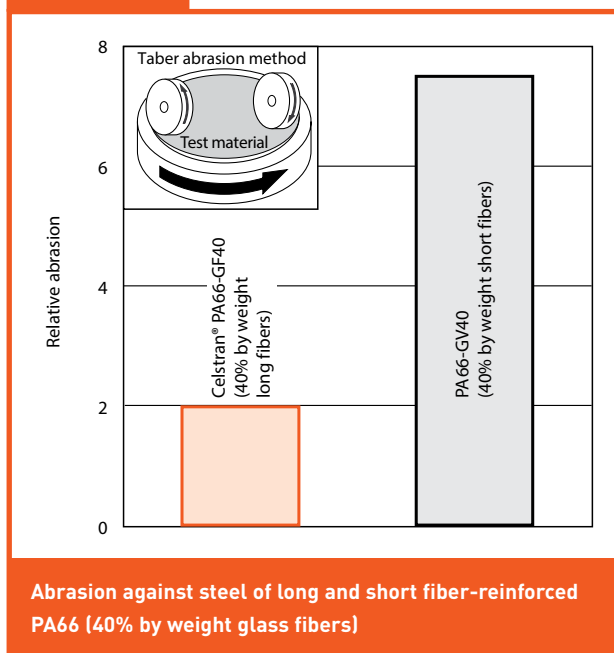 8
6
4
2
0
Relative abrasion
Taber abrasion method
Test material
Celstran® PA66-GF40
(40% by weight
long fibers)
PA66-GV40
(40% by weight short fibers)
Abrasion against steel of long and short fiber-reinforced
PA66 (40% by weight glass fibers)